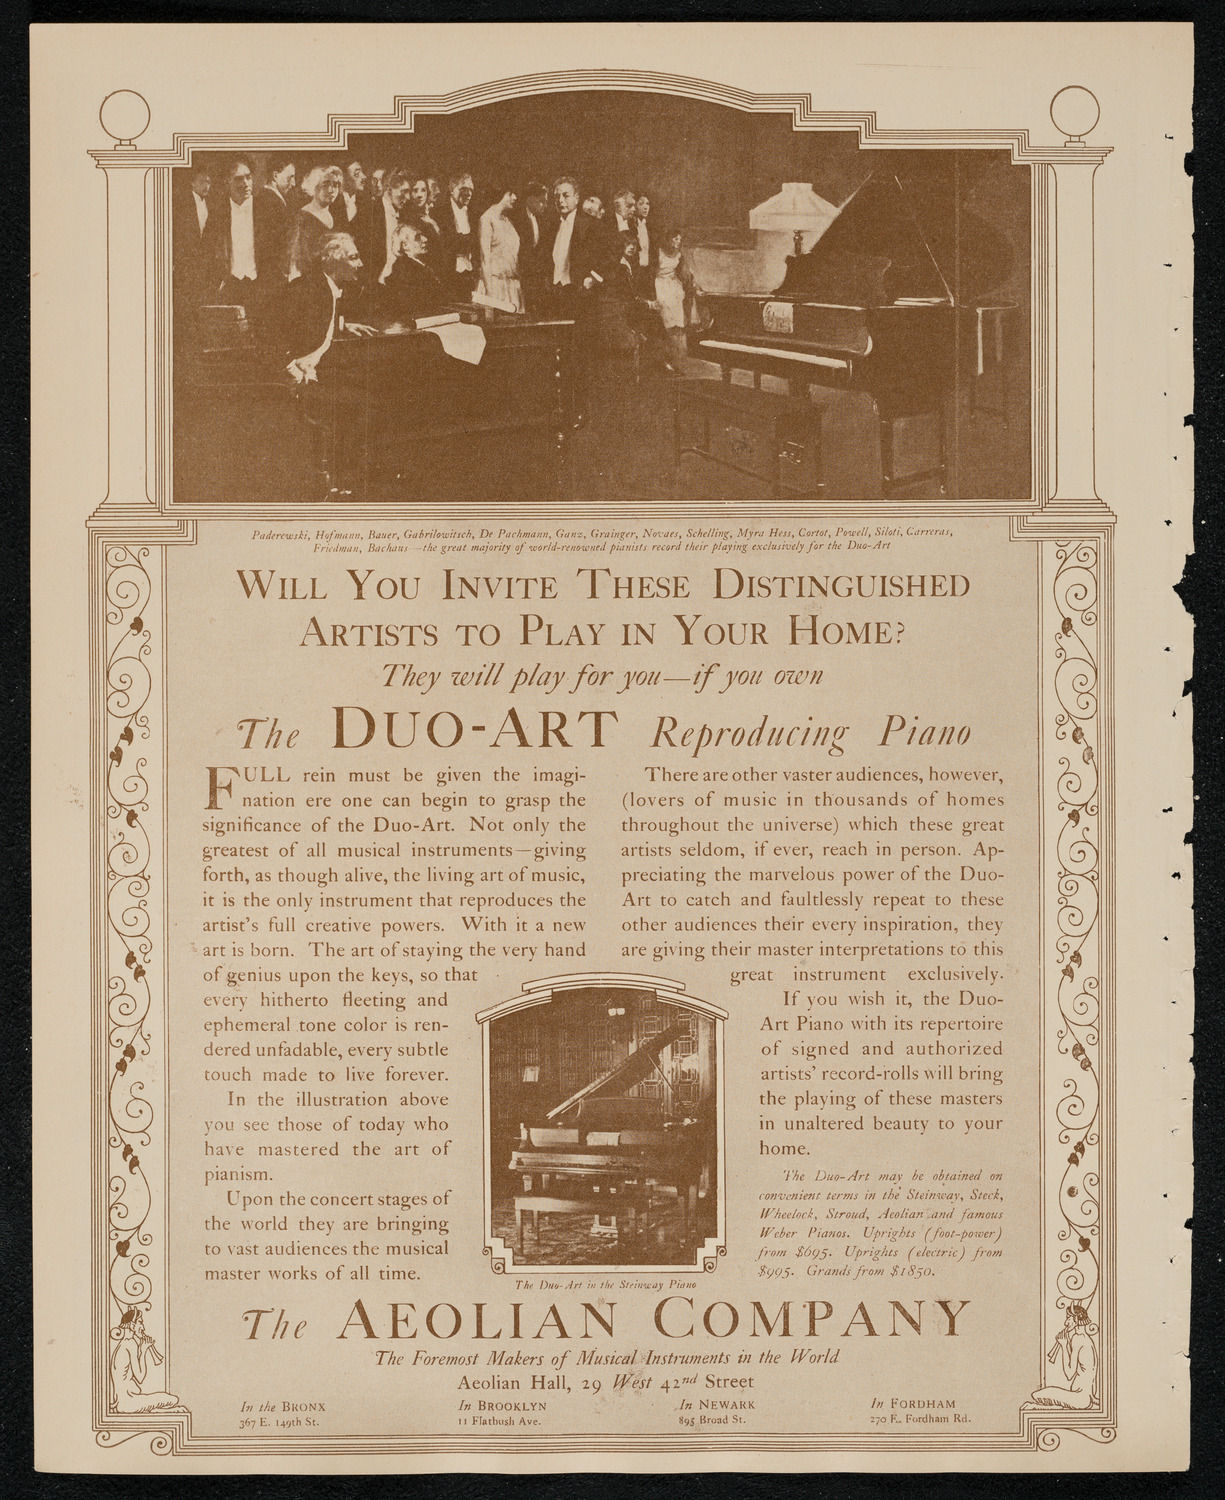 Paderewski, Hofmann, Bauer, Gabrilowitsch, De Pachmann, Ganz, Grainger, Novaes, Schelling, Myra Hess, Cortot, Powell, Siloti, Carreras,
Friedman, Bachaus—the great majority of world-renowned pianists record their playing exclusively for the Duo-Art
WILL YOU INVITE THESE DISTINGUISHED
ARTISTS TO PLAY IN YOUR HOME?
They will play for you—if you own
The DUO-ART Reproducing Piano
FULL rein must be given the imagi-
nation ere one can begin to grasp the
significance of the Duo-Art. Not only the
greatest of all musical instruments—giving
forth, as though alive, the living art of music,
it is the only instrument that reproduces the
artist's full creative powers. With it a new
art is born. The art of staying the very hand
of genius upon the keys, so that
every hitherto fleeting and
ephemeral tone color is ren-
dered unfadable, every subtle
touch made to live forever.
In the illustration above
you see those of today who
have mastered the art of
pianism.
Upon the concert stages of
the world they are bringing
to vast audiences the musical
master works of all time.
There are other vaster audiences, however,
(lovers of music in thousands of homes
throughout the universe) which these great
artists seldom, if ever, reach in person. Ap-
preciating the marvelous power of the Duo-
Art to catch and faultlessly repeat to these
other audiences their every inspiration, they
are giving their master interpretations to this
great instrument exclusively.
If you wish it, the Duo-
Art Piano with its repertoire
of signed and authorized
artists' record-rolls will bring
the playing of these masters
in unaltered beauty to your
home.
The Duo-Art may be obtained on
convenient terms in the Steinway, Steck,
Wheelock, Stroud, Aeolian and famous
Weber Pianos. Uprights (foot-power)
from $695. Uprights (electric) from
$995. Grands from $1850.
The Duo-Art in the Steinway Piano
The AEOLIAN COMPANY
The Foremost Makers of Musical Instruments in the World
Aeolian Hall, 29 West 42nd Street
In the BRONX
367 E. 149th St.
In BROOKLYN
11 Flatbush Ave.
In NEWARK
895 Broad St.
In FORDHAM
270 E. Fordham Rd.